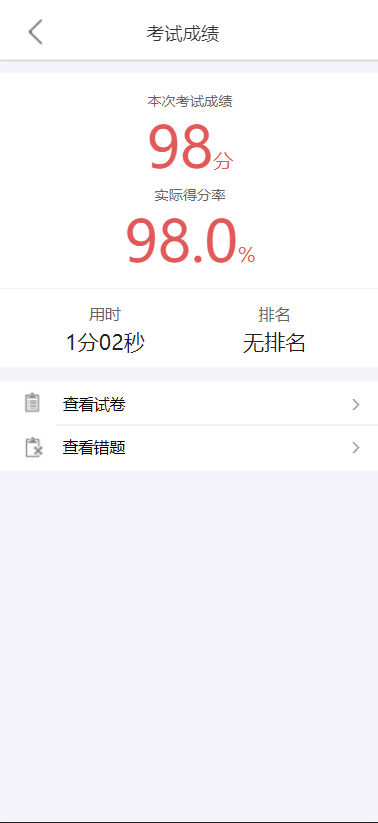 考试成绩
本次考试成绩
98分
实际得分率
98.0%
用时 排名
1分02秒 无排名
查看试卷
查看错题